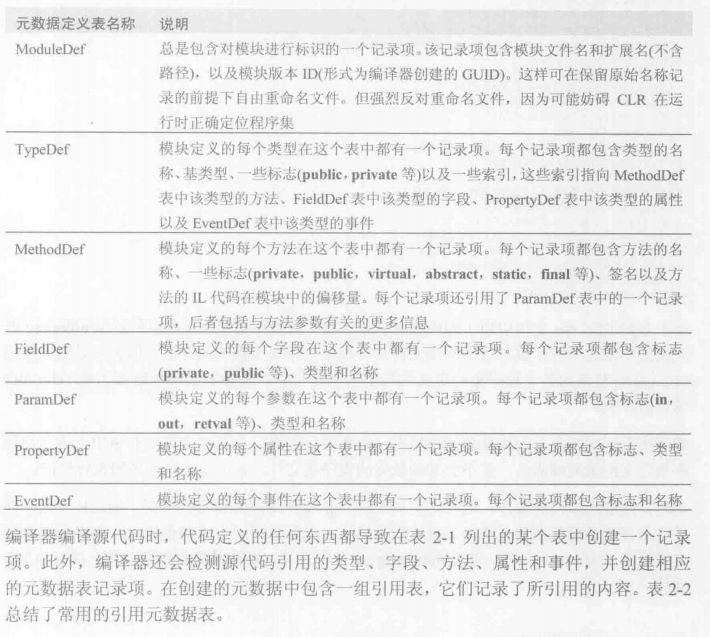 元数据定义表名称 说明
ModuleDef 总是包含对模块进行标识的一个记录项。该记录项包含模块文件名和扩展名(不含
路径)，以及模块版本 ID(形式为编译器创建的 GUID)。这样可在保留原始名称记
录的前提下自由重命名文件。但强烈反对重命名文件，因为可能妨碍 CLR 在运
行时正确定位程序集
TypeDef 模块定义的每个类型在这个表中都有一个记录项。每个记录项都包含类型的名
称、基类型、一些标志(public，private 等)以及一些索引，这些索引指向 MethodDef
表中该类型的方法、FieldDef 表中该类型的字段、PropertyDef 表中该类型的属性
以及 EventDef 表中该类型的事件
MethodDef 模块定义的每个方法在这个表中都有一个记录项。每个记录项都包含方法的名
称、一些标志(private，public，virtual，abstract，static，final 等)、签名以及方
法的 IL 代码在模块中的偏移量。每个记录项还引用了 ParamDef 表中的一个记录
项，后者包括与方法参数有关的更多信息
FieldDef 模块定义的每个字段在这个表中都有一个记录项。每个记录项都包含标志
(private，public 等)、类型和名称
ParamDef 模块定义的每个参数在这个表中都有一个记录项。每个记录项都包含标志(in，
out，retval 等)、类型和名称
PropertyDef 模块定义的每个属性在这个表中都有一个记录项。每个记录项都包含标志、类型
和名称
EventDef 模块定义的每个事件在这个表中都有一个记录项。每个记录项都包含标志和名称
编译器编译源代码时，代码定义的任何东西都导致在表 2-1 列出的某个表中创建一个记录
项。此外，编译器还会检测源代码引用的类型、字段、方法、属性和事件，并创建相应
的元数据表记录项。在创建的元数据中包含一组引用表，它们记录了所引用的内容。表 2-2
总结了常用的引用元数据表。